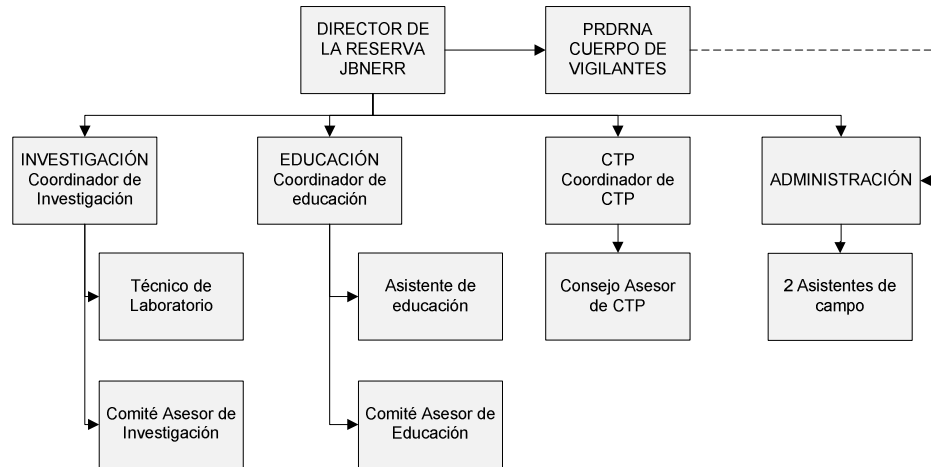 DIRECTOR DE
LA RESERVA
JBNERR
PRDRNA
CUERPO DE
VIGILANTES
INVESTIGACIÓN
Coordinador de
Investigación
EDUCACIÓN
Coordinador de
educación
CTP
Coordinador de
CTP
ADMINISTRACIÓN
Técnico de
Laboratorio
Asistente de
educación
Consejo Asesor
de CTP
2 Asistentes de
campo
Comité Asesor de
Investigación
Comité Asesor de
Educación